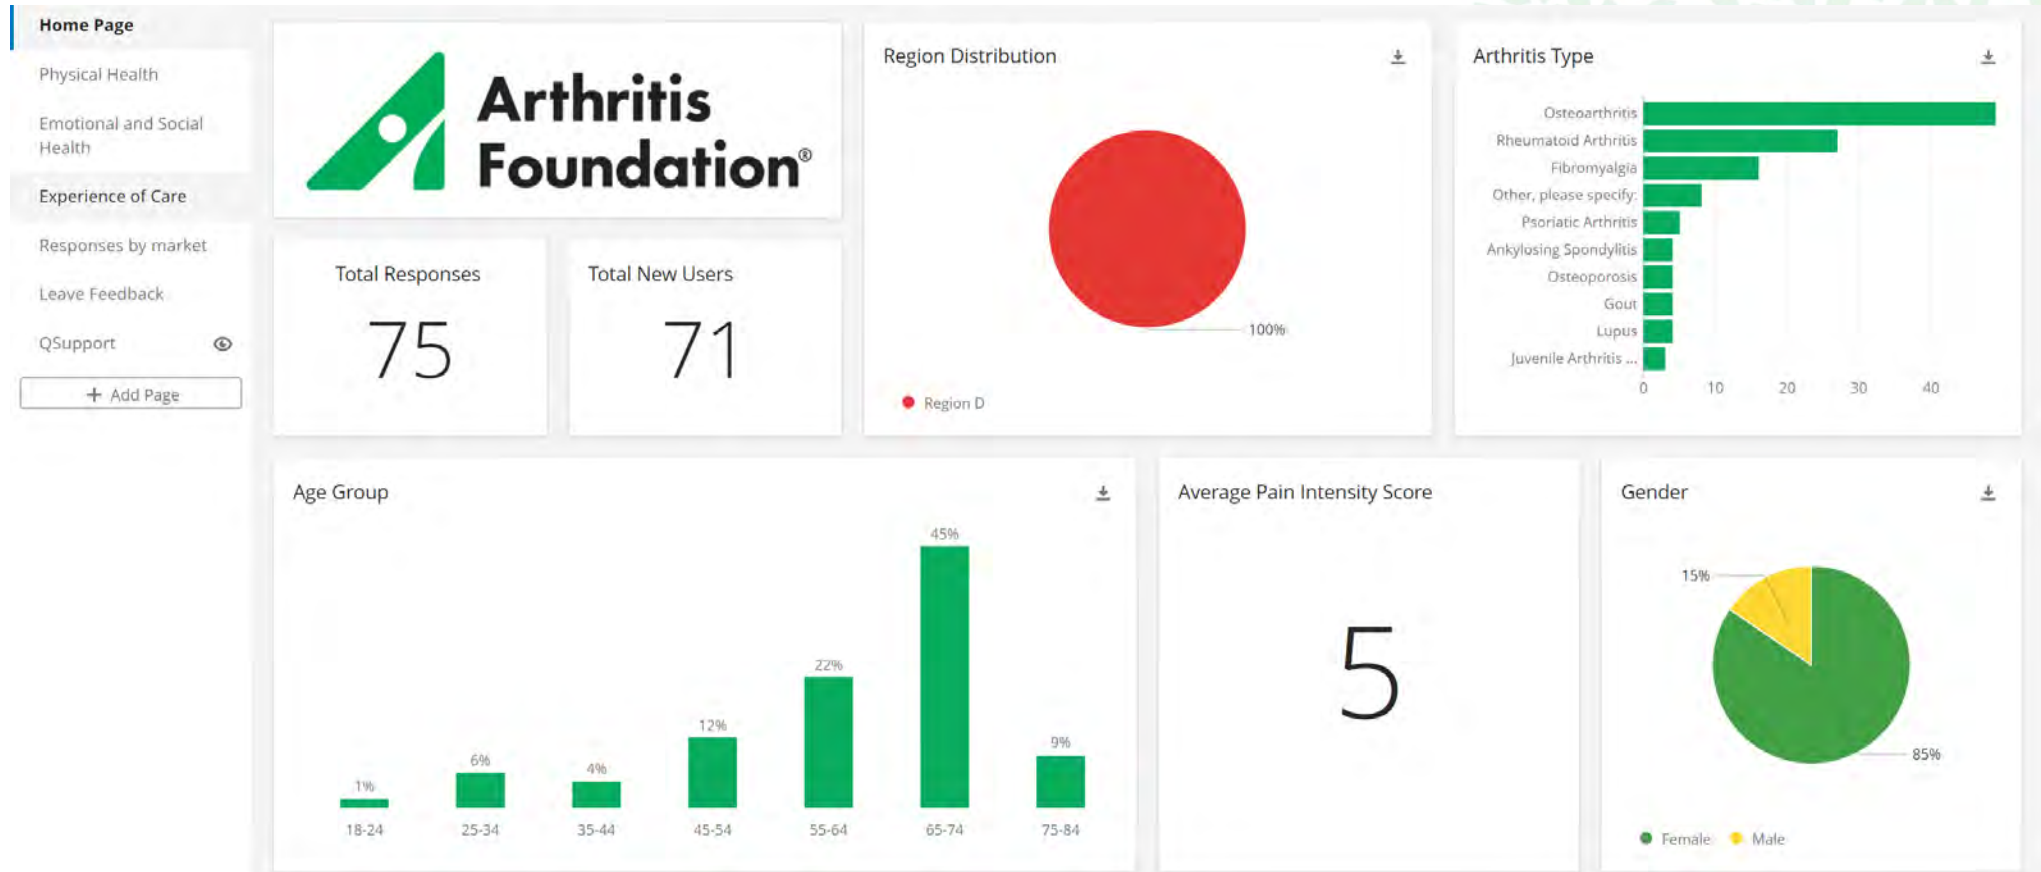 Home Page
Physical Health
Emotional and Social
Health
Experience of Care
Responses by market
Leave Feedback
QSupport
+ Add Page
Arthritis
Foundation®
Total Responses
75
Total New Users
71
Region Distribution
100%
Region D
Arthritis Type
Osteoarthritis
Rheumatoid Arthritis
Fibromyalgia
Other, please specify:
Psoriatic Arthritis
Ankylosing Spondylitis
Osteoporosis
Gout
Lupus
Juvenile Arthritis ...
0 10 20 30 40
Age Group
1% 6% 4% 12% 22% 45% 9%
18-24 25-34 35-44 45-54 55-64 65-74 75-84
Average Pain Intensity Score
5
Gender
15%
85%
Female Male